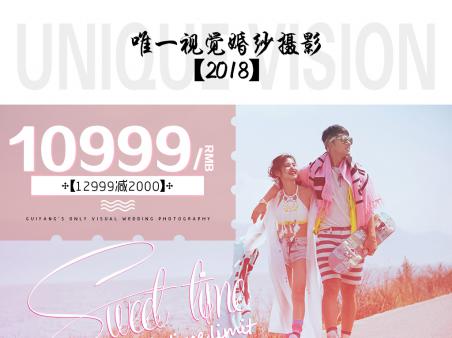 UNIQUE VISION
唯一视觉婚纱摄影
【2018】
10999/RMB
✣【12999减2000】✣
GUIYANG'S ONLY VISUAL WEDDING PHOTOGRAPHY
Sweet time
limit